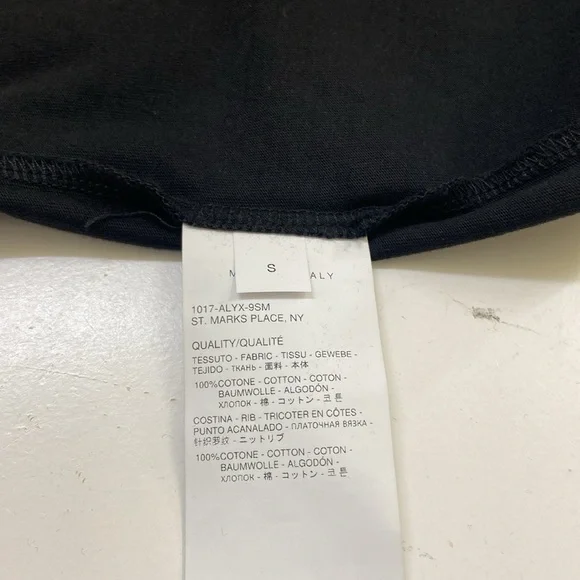 S
M ALY
1017-ALYX-9SM
ST. MARKS PLACE, NY
QUALITY/QUALITÉ
TESSUTO - FABRIC - TISSU - GEWEBE -
TEJIDO - ТКАНЬ - 面料 - 本体
100%COTONE - COTTON - COTON -
BAUMWOLLE - ALGODÓN -
ХЛОПОК - 棉 - コットン - 코튼
COSTINA - RIB - TRICOTER EN CÔTES -
PUNTO ACANALADO - ПЛАТОЧНАЯ ВЯЗКА -
针织罗纹 - ニットリブ
100%COTONE - COTTON - COTON -
BAUMWOLLE - ALGODÓN -
ХЛОПОК - 棉 - コットン - 코튼